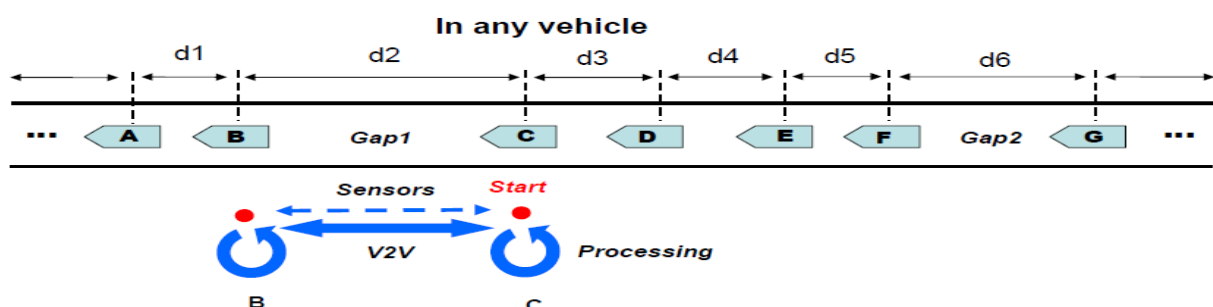 In any vehicle
d1 d2 d3 d4 d5 d6
... A B Gap1 C D E F Gap2 G ...
Sensors Start
V2V Processing
B C